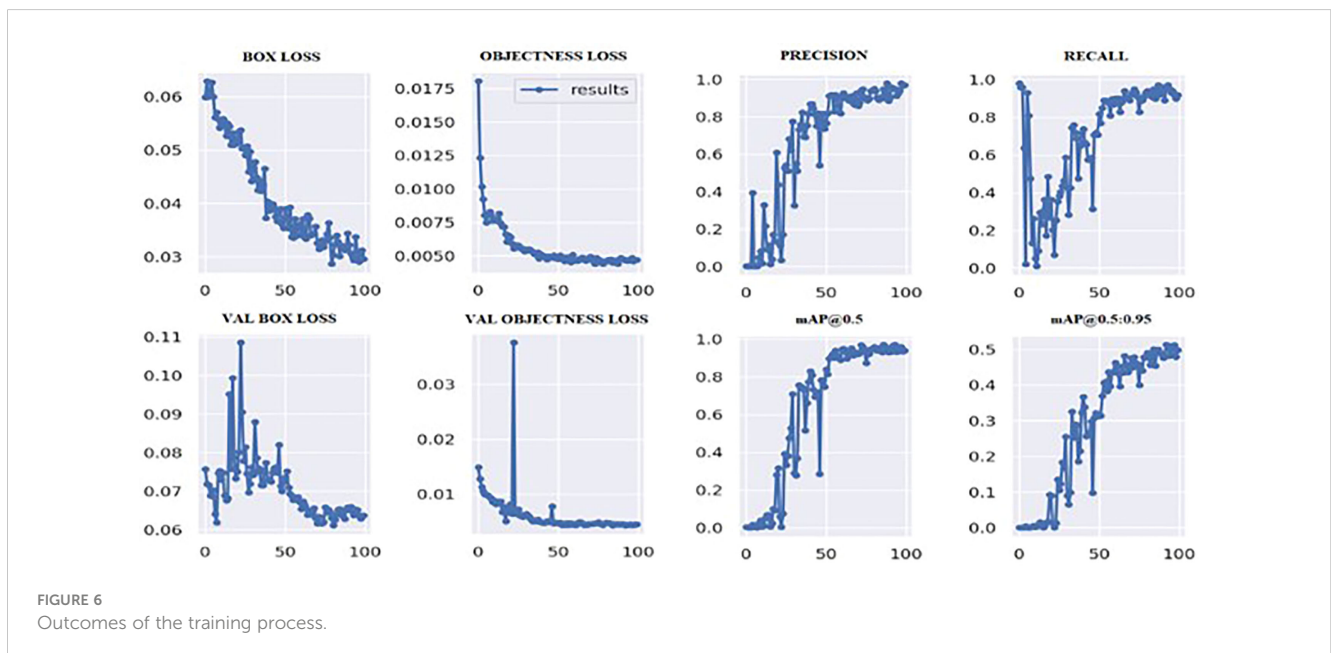 BOX LOSS
0.06
0.05
0.04
0.03
0 50 100
OBJECTNESS LOSS
results
0.0175
0.0150
0.0125
0.0100
0.0075
0.0050
0 50 100
PRECISION
1.0
0.8
0.6
0.4
0.2
0.0
0 50 100
RECALL
1.0
0.8
0.6
0.4
0.2
0.0
0 50 100
VAL BOX LOSS
0.11
0.10
0.09
0.08
0.07
0.06
0 50 100
VAL OBJECTNESS LOSS
0.03
0.02
0.01
0 50 100
mAP@0.5
1.0
0.8
0.6
0.4
0.2
0.0
0 50 100
mAP@0.5:0.95
0.5
0.4
0.3
0.2
0.1
0.0
0 50 100
FIGURE 6
Outcomes of the training process.